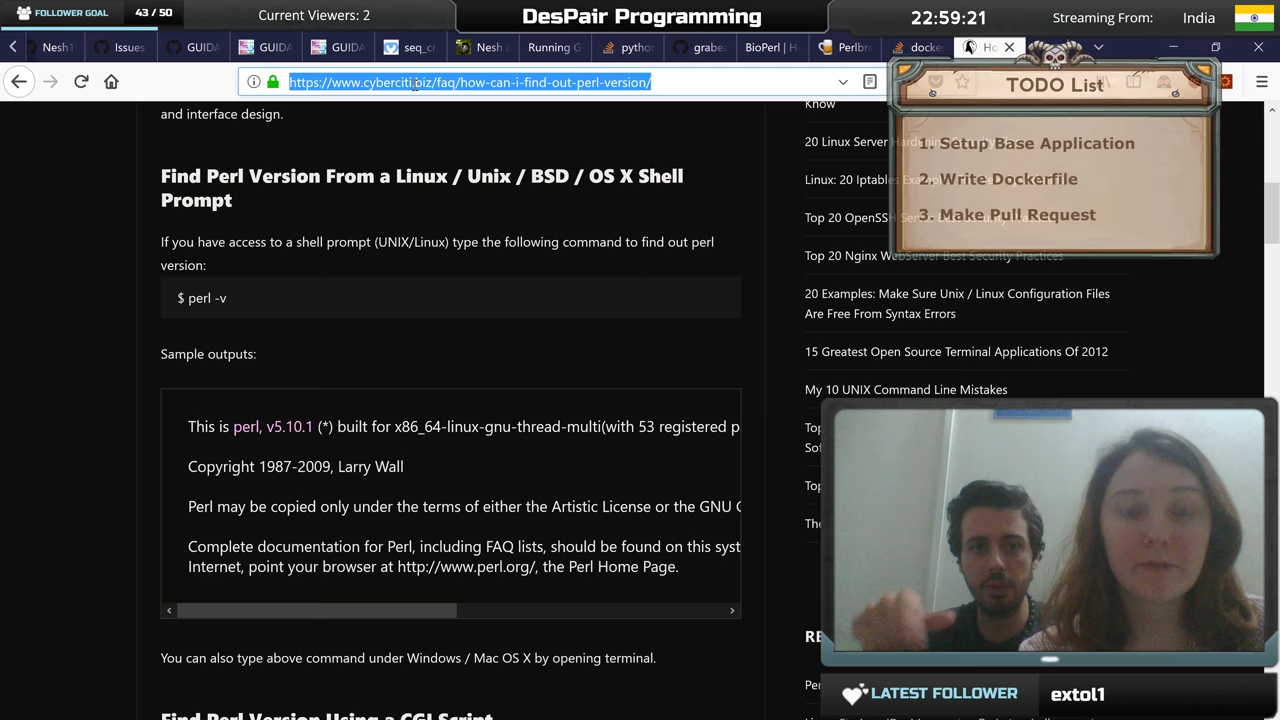 FOLLOWER GOAL
43 / 50
Current Viewers: 2
DesPair Programming
22:59:21
Streaming From:
India
Nesh1
Issues
GUIDA
GUIDA
GUIDA
seq_c
Nesh a
Running G
python
grabe
BioPerl | H
Perlbr
docke
Ho
https://www.cyberciti.biz/faq/how-can-i-find-out-perl-version/
TODO List
1. Setup Base Application
2. Write Dockerfile
3. Make Pull Request
and interface design.
Find Perl Version From a Linux / Unix / BSD / OS X Shell
Prompt
If you have access to a shell prompt (UNIX/Linux) type the following command to find out perl
version:
$ perl -v
Sample outputs:
This is perl, v5.10.1 (*) built for x86_64-linux-gnu-thread-multi(with 53 registered p
Copyright 1987-2009, Larry Wall
Perl may be copied only under the terms of either the Artistic License or the GNU G
Complete documentation for Perl, including FAQ lists, should be found on this syst
Internet, point your browser at http://www.perl.org/, the Perl Home Page.
You can also type above command under Windows / Mac OS X by opening terminal.
Find Perl Version Using a CGI Script
Know
20 Linux Server Hardening
Linux: 20 Iptables Examples
Top 20 OpenSSH Server Best Security Practices
Top 20 Nginx WebServer Best Security Practices
20 Examples: Make Sure Unix / Linux Configuration Files
Are Free From Syntax Errors
15 Greatest Open Source Terminal Applications Of 2012
My 10 UNIX Command Line Mistakes
Top
Sof
Top
The
RE
Per
LATEST FOLLOWER
extol1